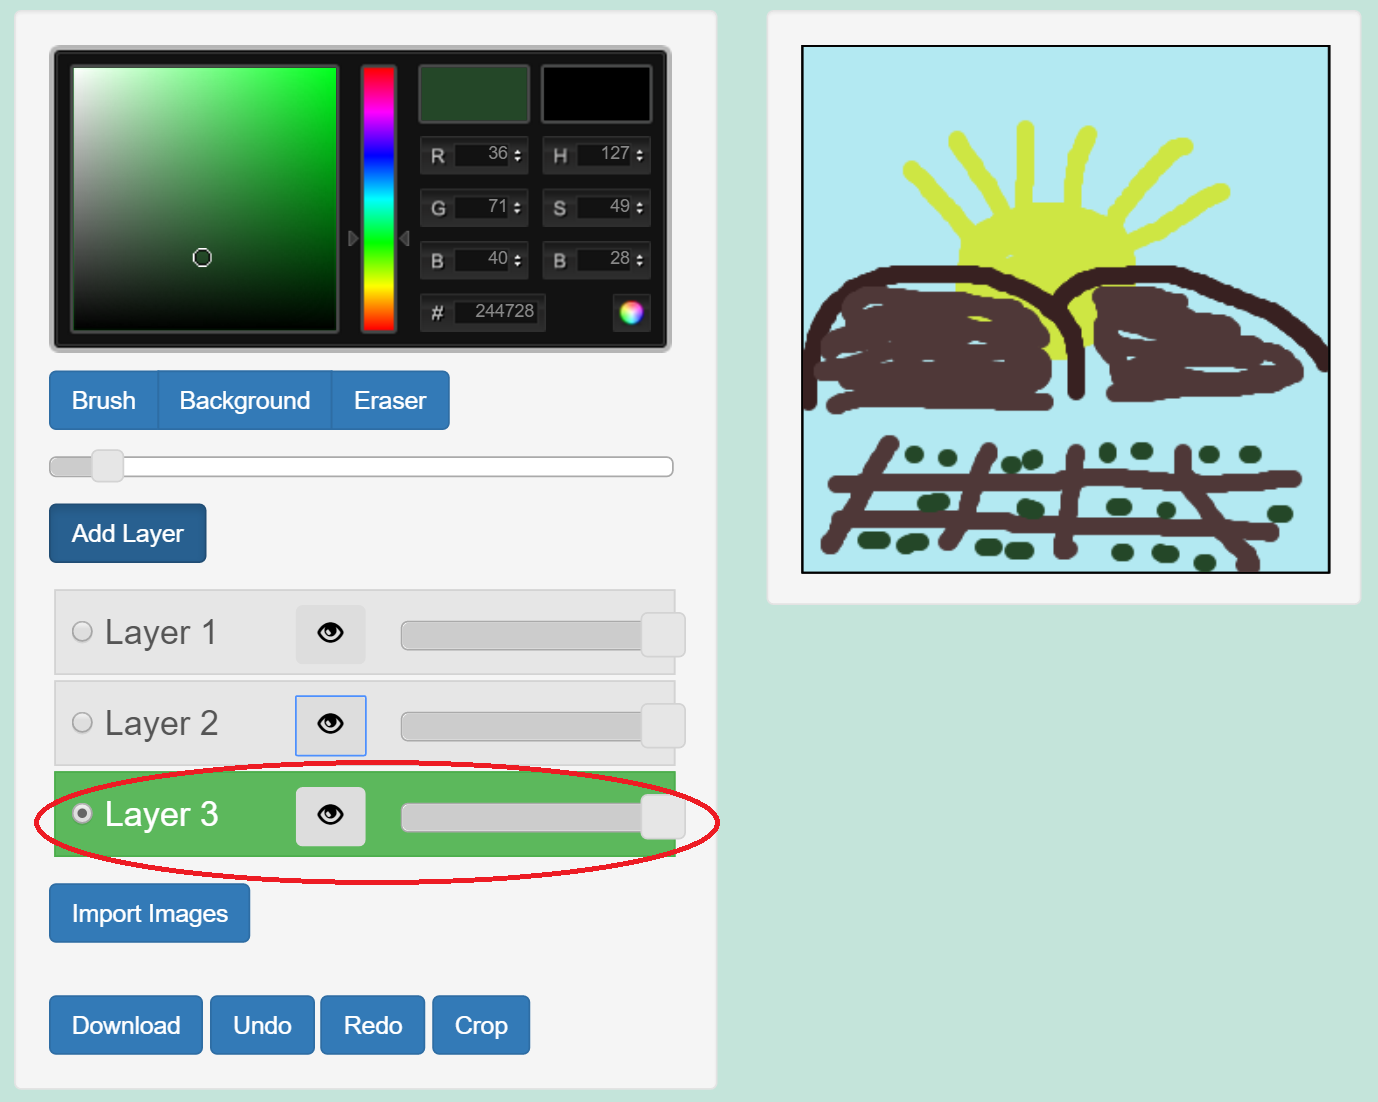 R 36 H 127
G 71 S 49
B 40 B 28
# 244728
Brush Background Eraser
Add Layer
Layer 1
Layer 2
Layer 3
Import Images
Download Undo Redo Crop